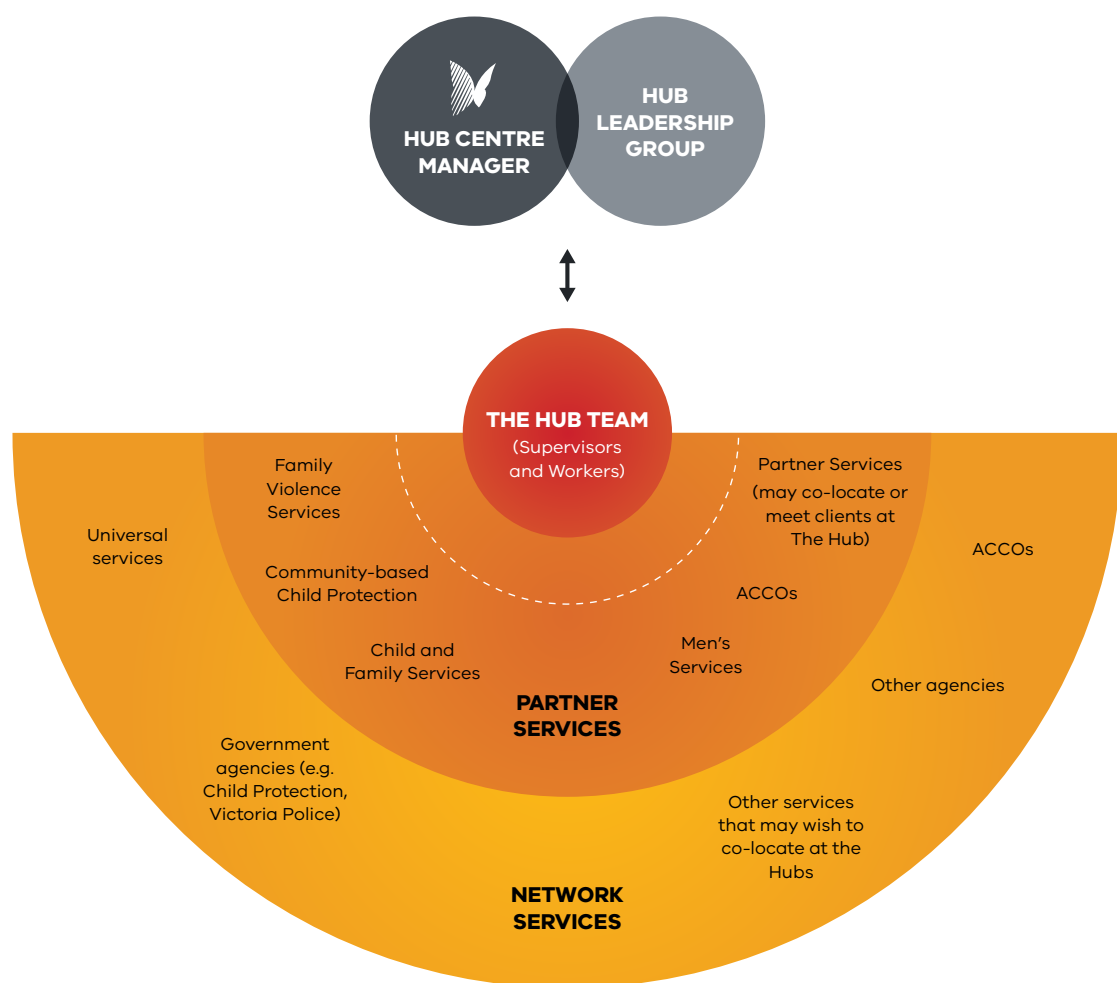 HUB CENTRE
MANAGER
HUB
LEADERSHIP
GROUP
THE HUB TEAM
(Supervisors
and Workers)
Family
Violence
Services
Partner Services
(may co-locate or
meet clients at
The Hub)
Universal
services
ACCOs
Community-based
Child Protection
ACCOs
Child and
Family Services
Men’s
Services
Other agencies
PARTNER
SERVICES
Government
agencies (e.g.
Child Protection,
Victoria Police)
Other services
that may wish to
co-locate at the
Hubs
NETWORK
SERVICES